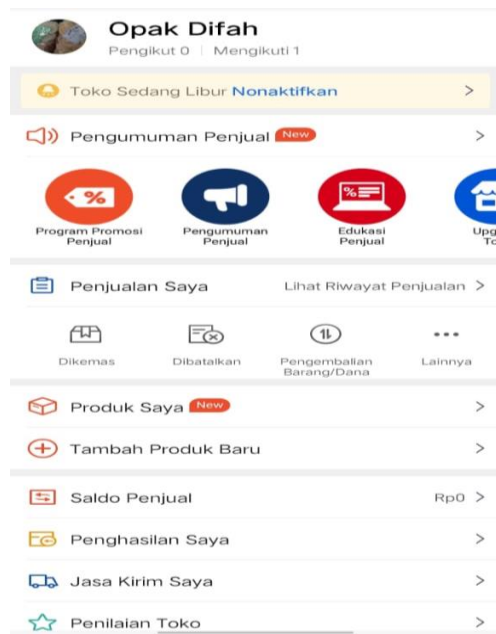 Opak Difah
Pengikut 0 | Mengikuti 1
Toko Sedang Libur Nonaktifkan
Pengumuman Penjual New
Program Promosi
Penjual
Pengumuman
Penjual
Edukasi
Penjual
Penjualan Saya Lihat Riwayat Penjualan
Dikemas Dibatalkan Pengembalian
Barang/Dana Lainnya
Produk Saya New
Tambah Produk Baru
Saldo Penjual Rp0
Penghasilan Saya
Jasa Kirim Saya
Penilaian Toko